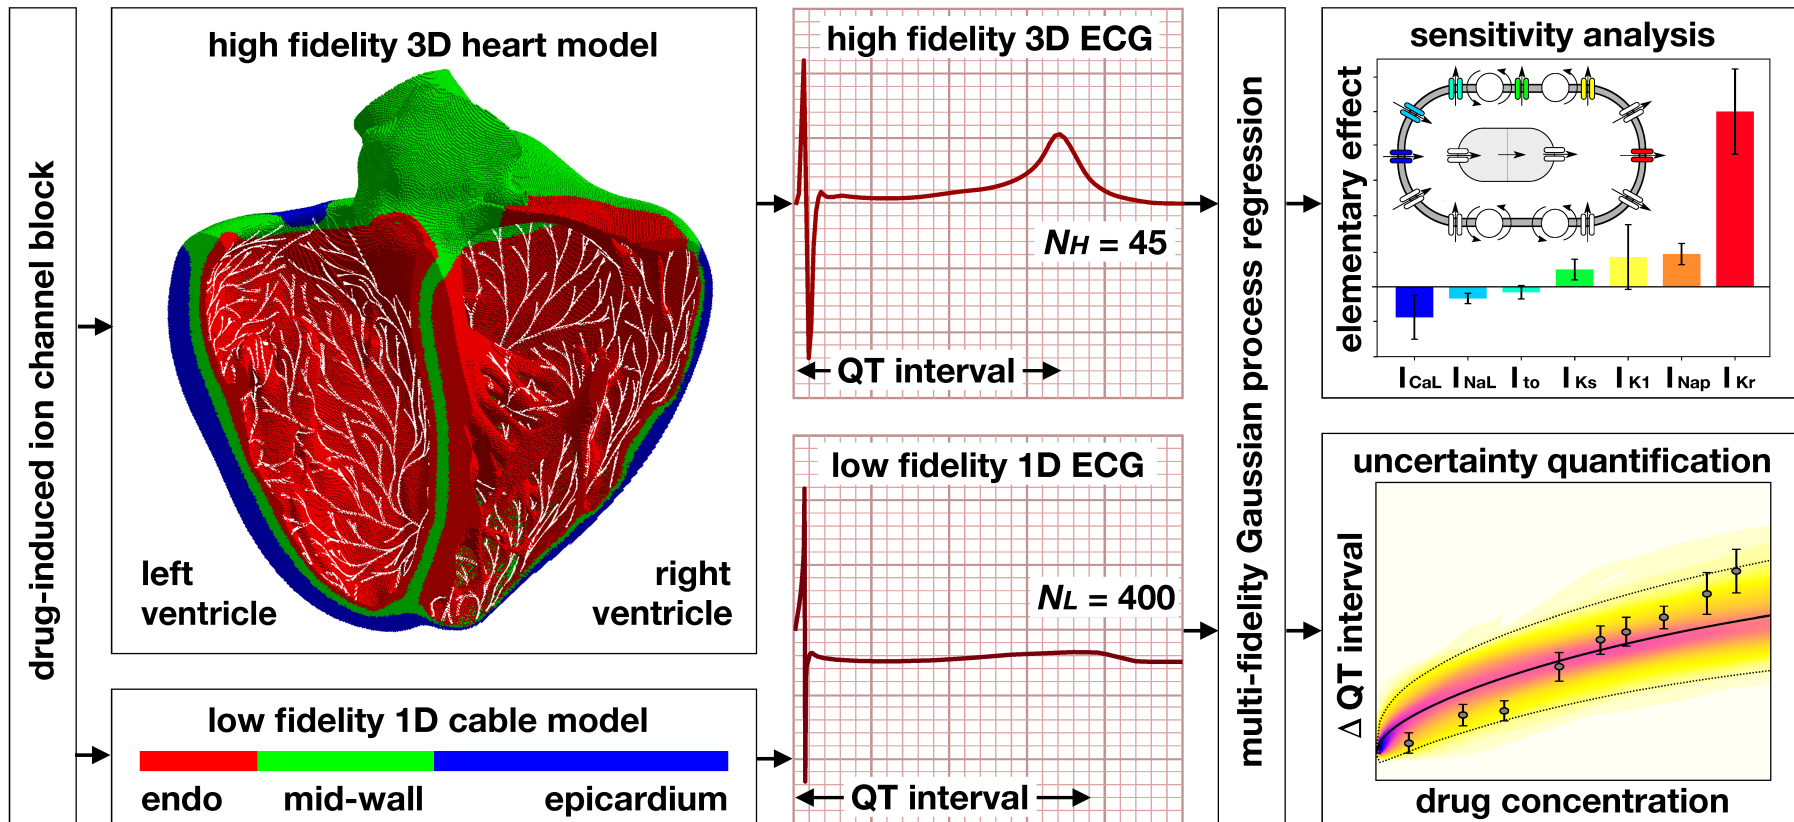 drug-induced ion channel block
high fidelity 3D heart model
left
ventricle
right
ventricle
low fidelity 1D cable model
endo mid-wall epicardium
high fidelity 3D ECG
NH = 45
QT interval
low fidelity 1D ECG
NL = 400
QT interval
multi-fidelity Gaussian process regression
sensitivity analysis
elementary effect
ICaL INaL Ito IKs IK1 INap IKr
uncertainty quantification
Δ QT interval
drug concentration